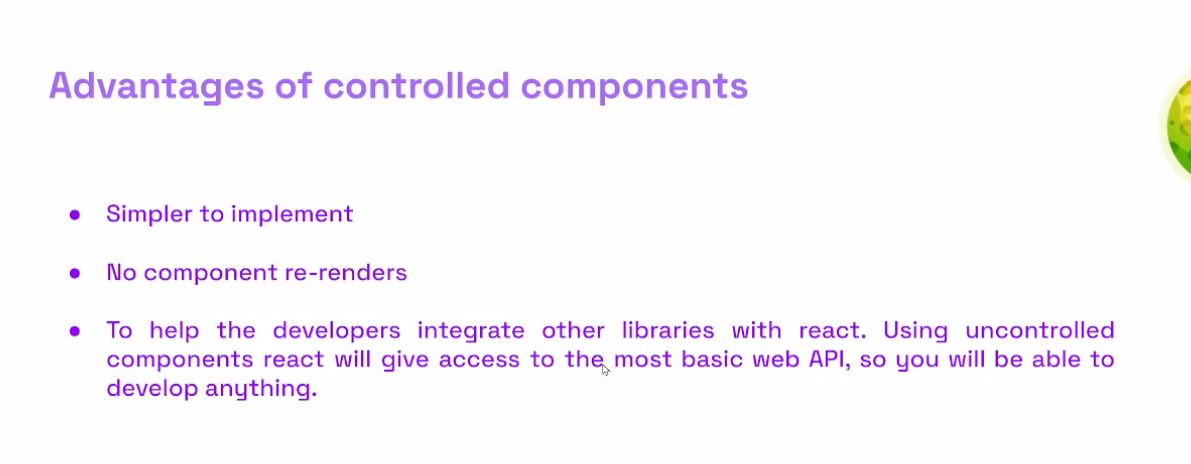 Advantages of controlled components
● Simpler to implement
● No component re-renders
● To help the developers integrate other libraries with react. Using uncontrolled
components react will give access to the most basic web API, so you will be able to
develop anything.